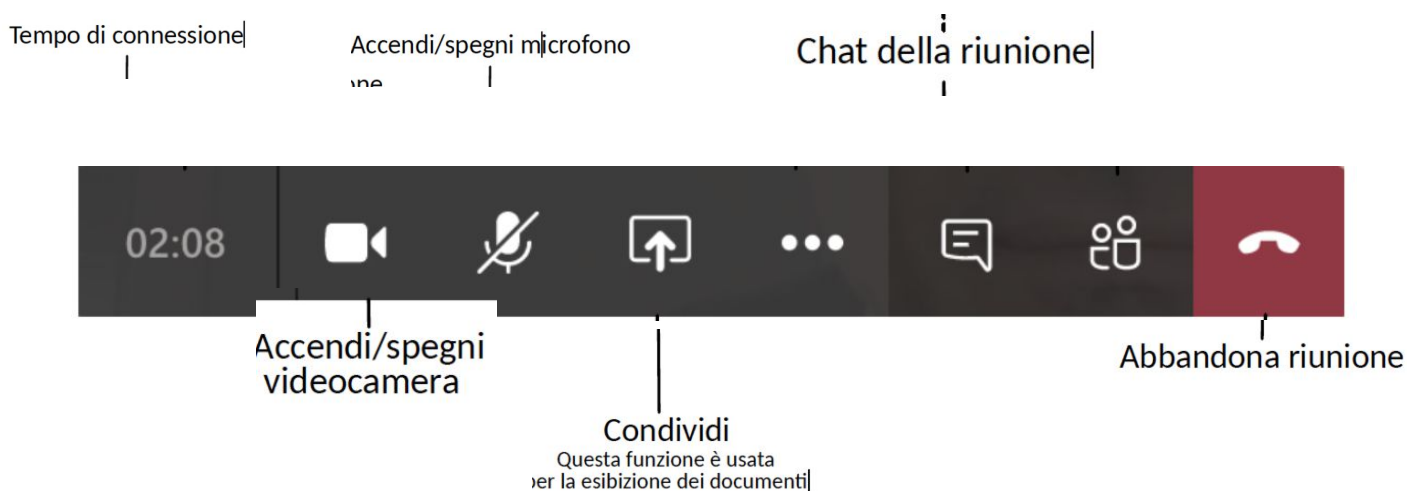 Tempo di connessione
Accendi/spegni microfono
Chat della riunione
02:08
Accendi/spegni
videocamera
Abbandona riunione
Condividi
Questa funzione è usata
per la esibizione dei documenti